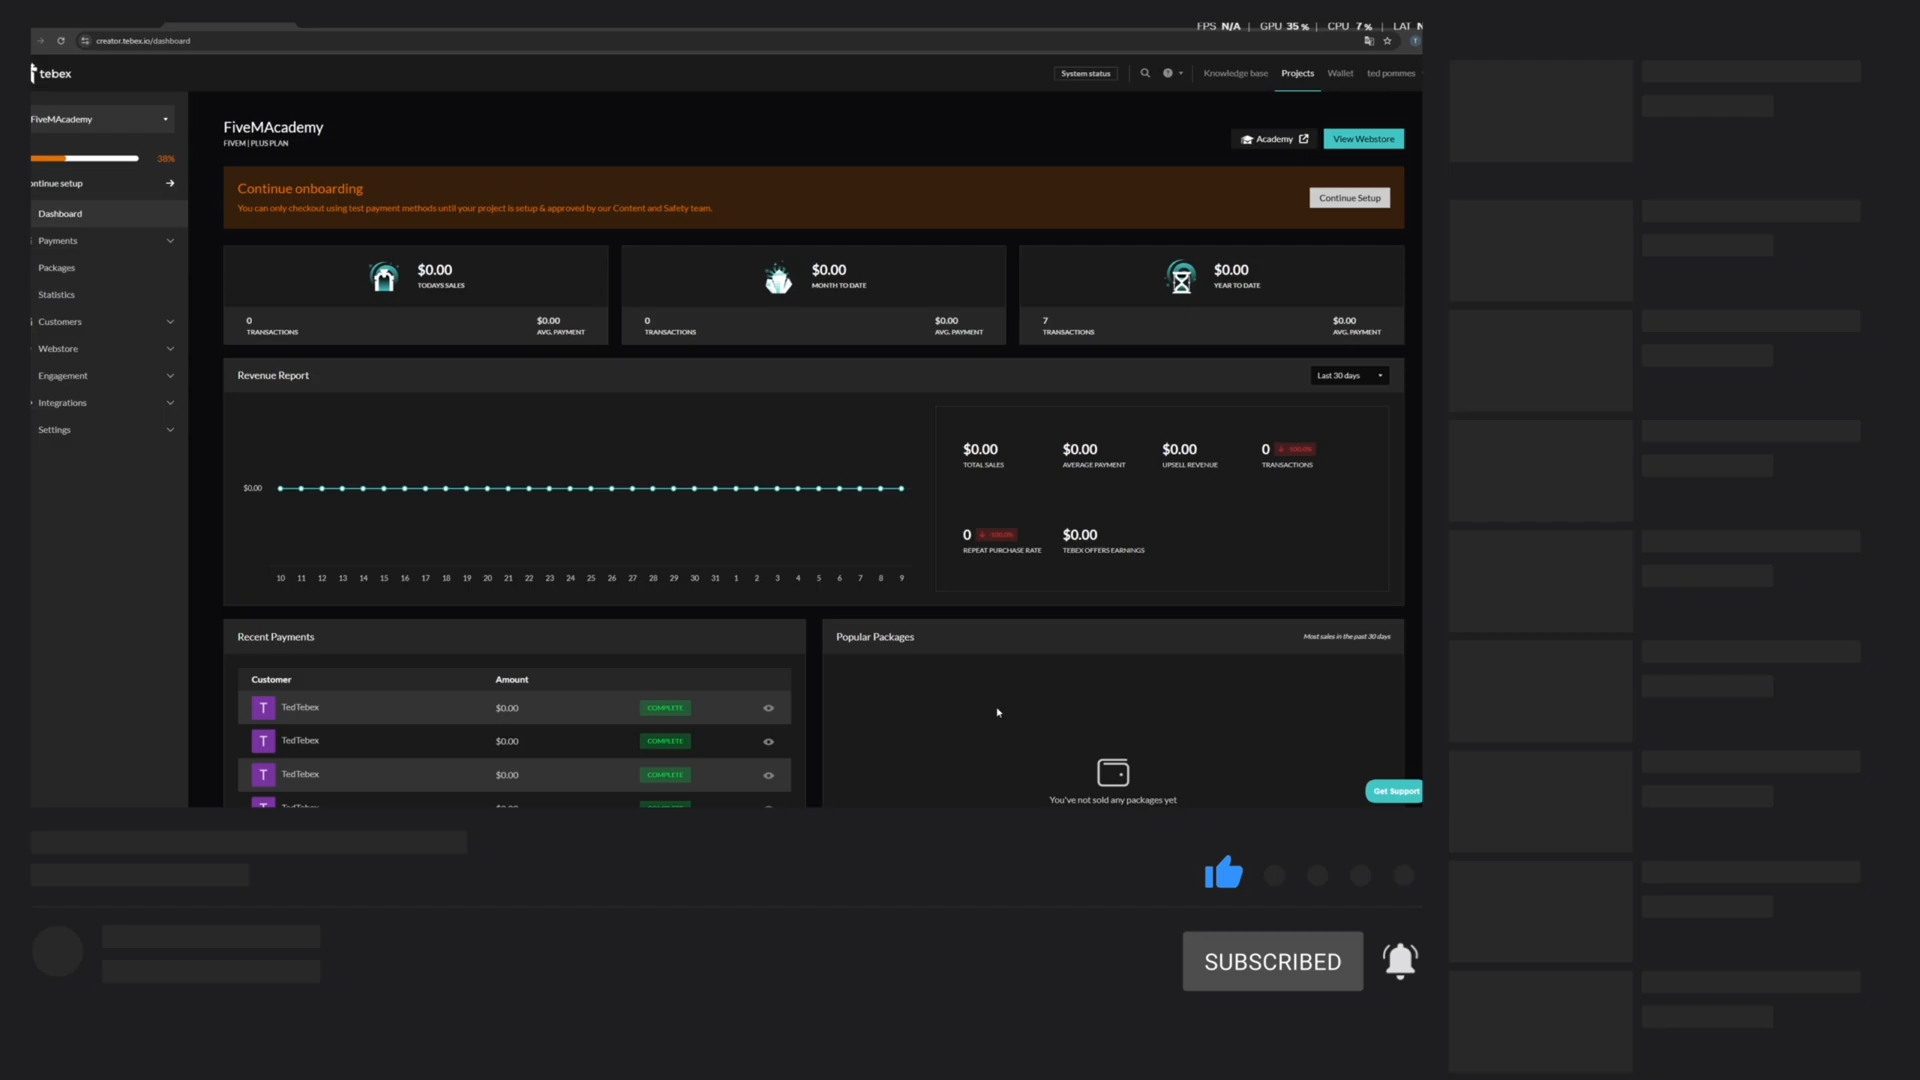 FPS N/A | GPU 35 % | CPU 7 % | LAT N
creator.tebex.io/dashboard
tebex
System status
Knowledge base
Projects
Wallet
ted pommes
FiveMAcademy
38%
ontinue setup
Dashboard
Payments
Packages
Statistics
Customers
Webstore
Engagement
Integrations
Settings
FiveMAcademy
FIVEM | PLUS PLAN
Academy
View Webstore
Continue onboarding
You can only checkout using test payment methods until your project is setup & approved by our Content and Safety team.
Continue Setup
$0.00
TODAYS SALES
0
TRANSACTIONS
$0.00
AVG. PAYMENT
$0.00
MONTH TO DATE
0
TRANSACTIONS
$0.00
AVG. PAYMENT
$0.00
YEAR TO DATE
7
TRANSACTIONS
$0.00
AVG. PAYMENT
Revenue Report
Last 30 days
$0.00
10 11 12 13 14 15 16 17 18 19 20 21 22 23 24 25 26 27 28 29 30 31 1 2 3 4 5 6 7 8 9
$0.00
TOTAL SALES
$0.00
AVERAGE PAYMENT
$0.00
UPSELL REVENUE
0 -100.0%
TRANSACTIONS
0 -100.0%
REPEAT PURCHASE RATE
$0.00
TEBEX OFFERS EARNINGS
Recent Payments
Customer Amount
T TedTebex $0.00 COMPLETE
T TedTebex $0.00 COMPLETE
T TedTebex $0.00 COMPLETE
Popular Packages
Most sales in the past 30 days
You've not sold any packages yet
Get Support
SUBSCRIBED